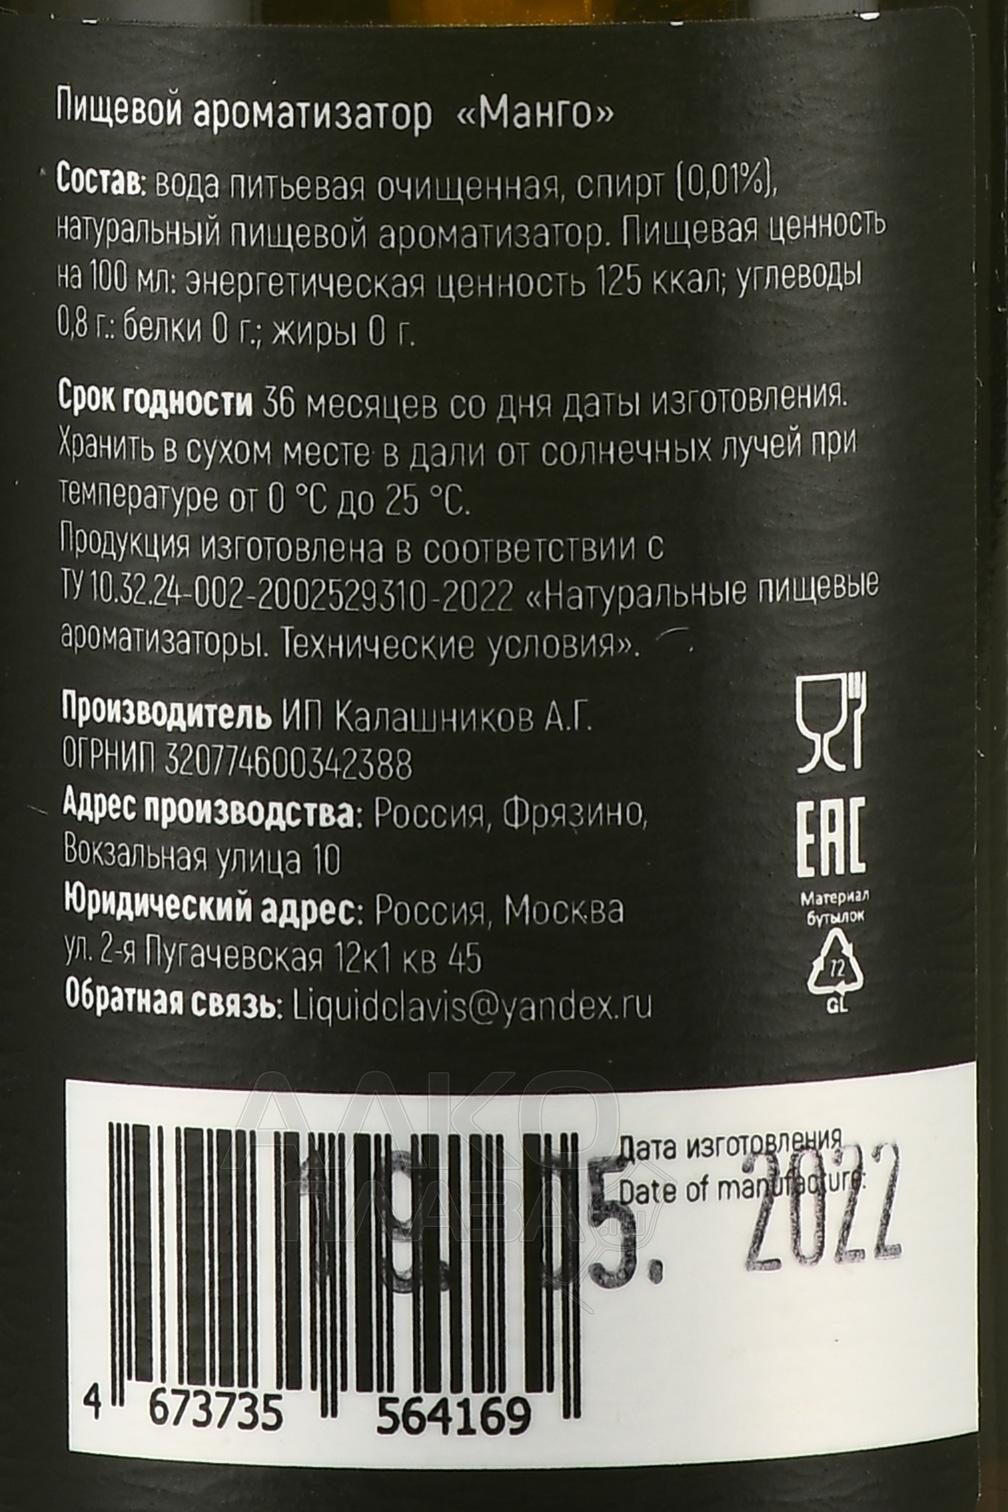 Пищевой ароматизатор «Манго»
Состав: вода питьевая очищенная, спирт (0,01%),
натуральный пищевой ароматизатор. Пищевая ценность
на 100 мл: энергетическая ценность 125 ккал; углеводы
0,8 г.: белки 0 г.; жиры 0 г.
Срок годности 36 месяцев со дня даты изготовления.
Хранить в сухом месте в дали от солнечных лучей при
температуре от 0 °С до 25 °С.
Продукция изготовлена в соответствии с
ТУ 10.32.24-002-2002529310-2022 «Натуральные пищевые
ароматизаторы. Технические условия».
Производитель ИП Калашников А.Г.
ОГРНИП 320774600342388
Адрес производства: Россия, Фрязино,
Вокзальная улица 10
Юридический адрес: Россия, Москва
ул. 2-я Пугачевская 12к1 кв 45
Обратная связь: Liquidclavis@yandex.ru
EAC
Материал
бутылок
72
GL
Дата изготовления
Date of manufacture:
05. 2022
4 673735 564169
АЛКО
ПЛАЗА